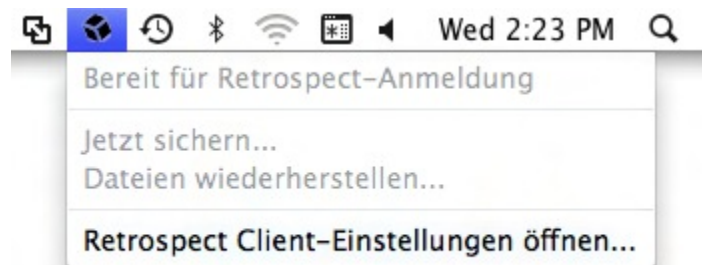 Wed 2:23 PM
Bereit für Retrospect-Anmeldung
Jetzt sichern...
Dateien wiederherstellen...
Retrospect Client-Einstellungen öffnen...